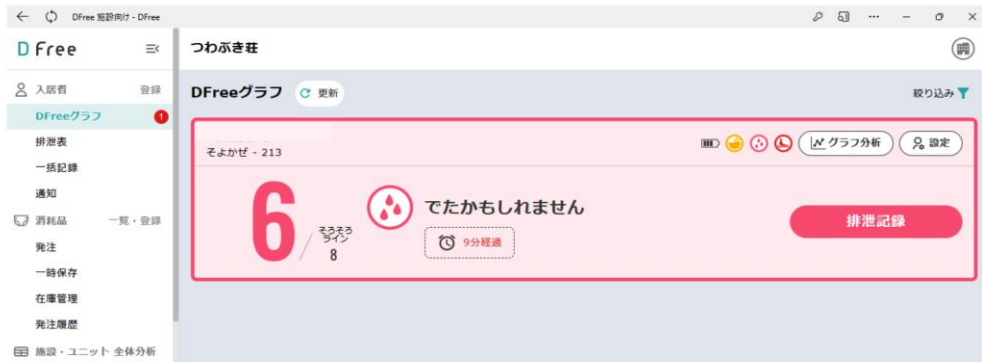 DFree 施設向け - DFree
DFree
つわぶき荘
入居者 登録
DFreeグラフ 1
排泄表
一括記録
通知
消耗品 一覧・登録
発注
一時保存
在庫管理
発注履歴
施設・ユニット 全体分析
DFreeグラフ 更新 絞り込み
そよかぜ - 213
グラフ分析 設定
6
/ そろそろ
ライン
8
でたかもしれません
9分経過
排泄記録